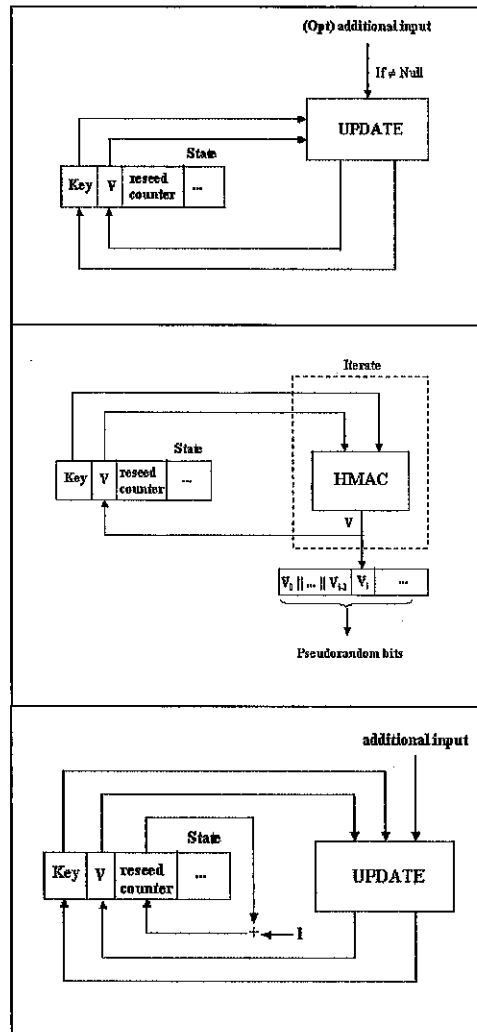 (Opt) additional input
If ≠ Null
UPDATE
State
Key V reseed counter ...
Iterate
State
HMAC
Key V reseed counter ...
V
V₁ || ... || Vᵢ₋₁ Vᵢ ...
Pseudorandom bits
additional input
State
Key V reseed counter ...
UPDATE
+ 1